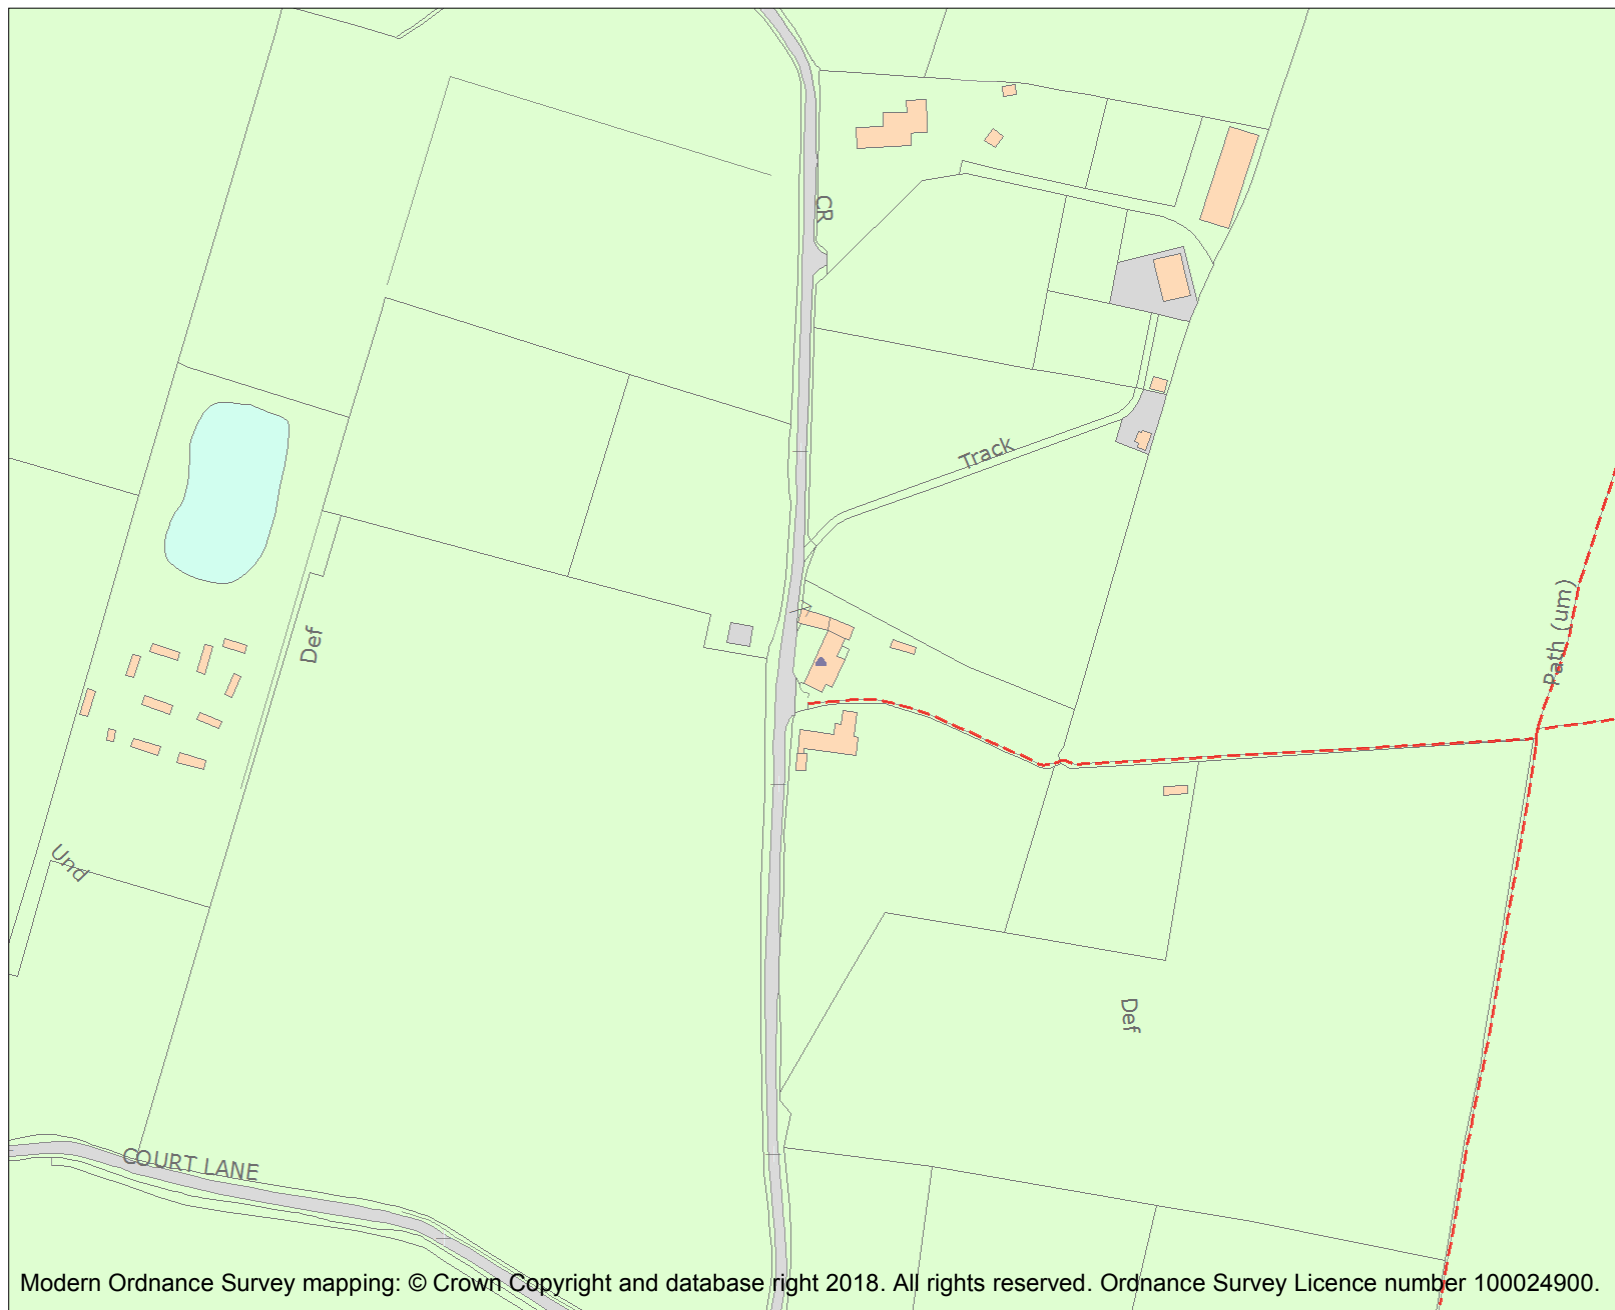 CR
Track
Path (um)
Def
Und
Def
COURT LANE
Modern Ordnance Survey mapping: © Crown Copyright and database right 2018. All rights reserved. Ordnance Survey Licence number 100024900.